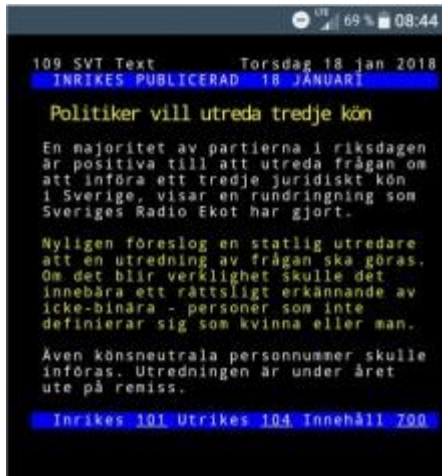 69 % 08:44
109 SVT Text Torsdag 18 jan 2018
INRIKES PUBLICERAD 18 JANUARI
Politiker vill utreda tredje kön
En majoritet av partierna i riksdagen
är positiva till att utreda frågan om
att införa ett tredje juridiskt kön
i Sverige, visar en rundringning som
Sveriges Radio Ekot har gjort.
Nyligen föreslog en statlig utredare
att en utredning av frågan ska göras.
Om det blir verklighet skulle det
innebära ett rättsligt erkännande av
icke-binära - personer som inte
definierar sig som kvinna eller man.
Även könsneutrala personnummer skulle
införas. Utredningen är under året
ute på remiss.
Inrikes 101 Utrikes 104 Innehåll 700